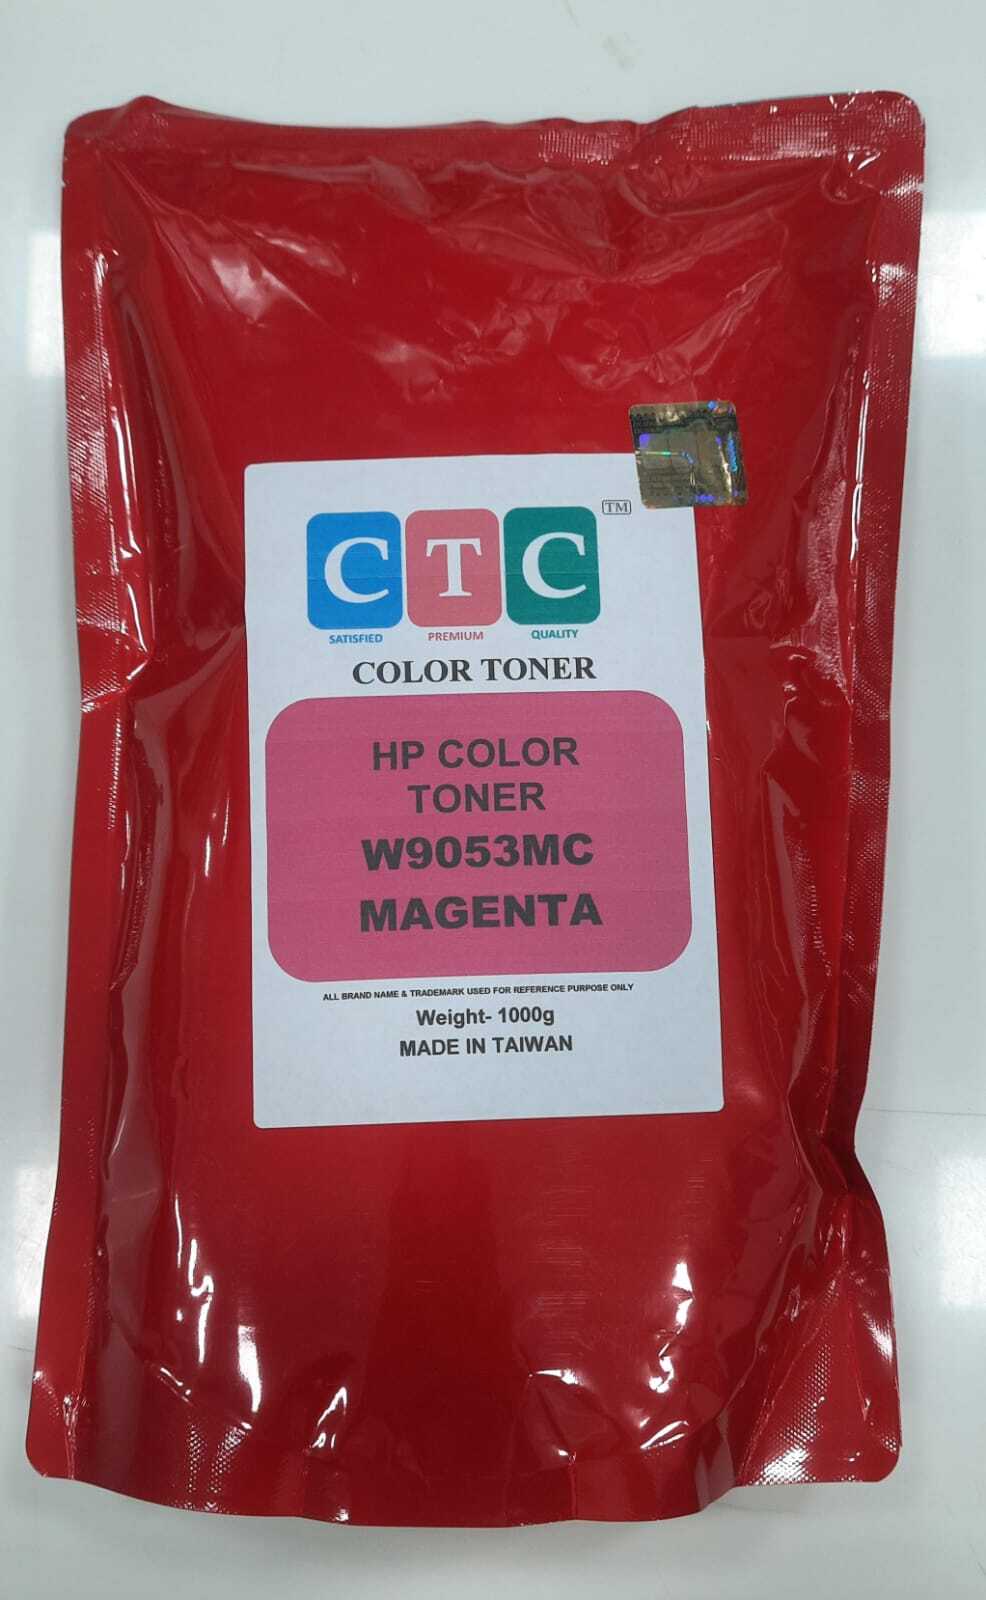 CTC TM
SATISFIED PREMIUM QUALITY
COLOR TONER
HP COLOR
TONER
W9053MC
MAGENTA
ALL BRAND NAME & TRADEMARK USED FOR REFERENCE PURPOSE ONLY
Weight- 1000g
MADE IN TAIWAN